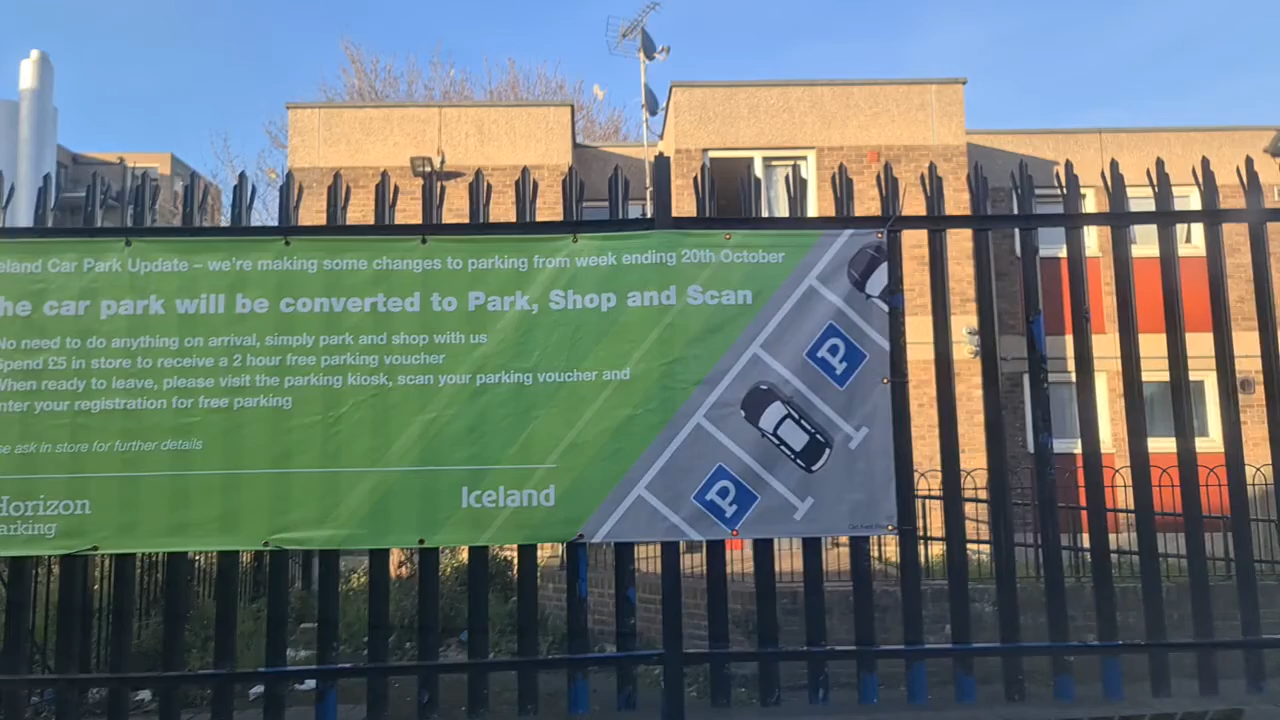 eland Car Park Update – we're making some changes to parking from week ending 20th October
he car park will be converted to Park, Shop and Scan
No need to do anything on arrival, simply park and shop with us
Spend £5 in store to receive a 2 hour free parking voucher
When ready to leave, please visit the parking kiosk, scan your parking voucher and
nter your registration for free parking
se ask in store for further details
Horizon
arking
Iceland
P
P